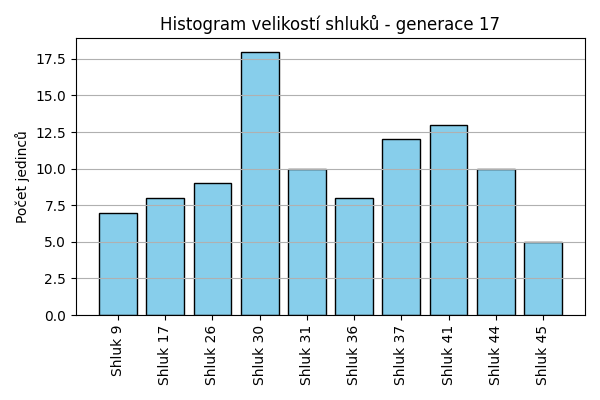 Histogram velikostí shluků - generace 17
Počet jedinců
17.5
15.0
12.5
10.0
7.5
5.0
2.5
0.0
Shluk 9
Shluk 17
Shluk 26
Shluk 30
Shluk 31
Shluk 36
Shluk 37
Shluk 41
Shluk 44
Shluk 45